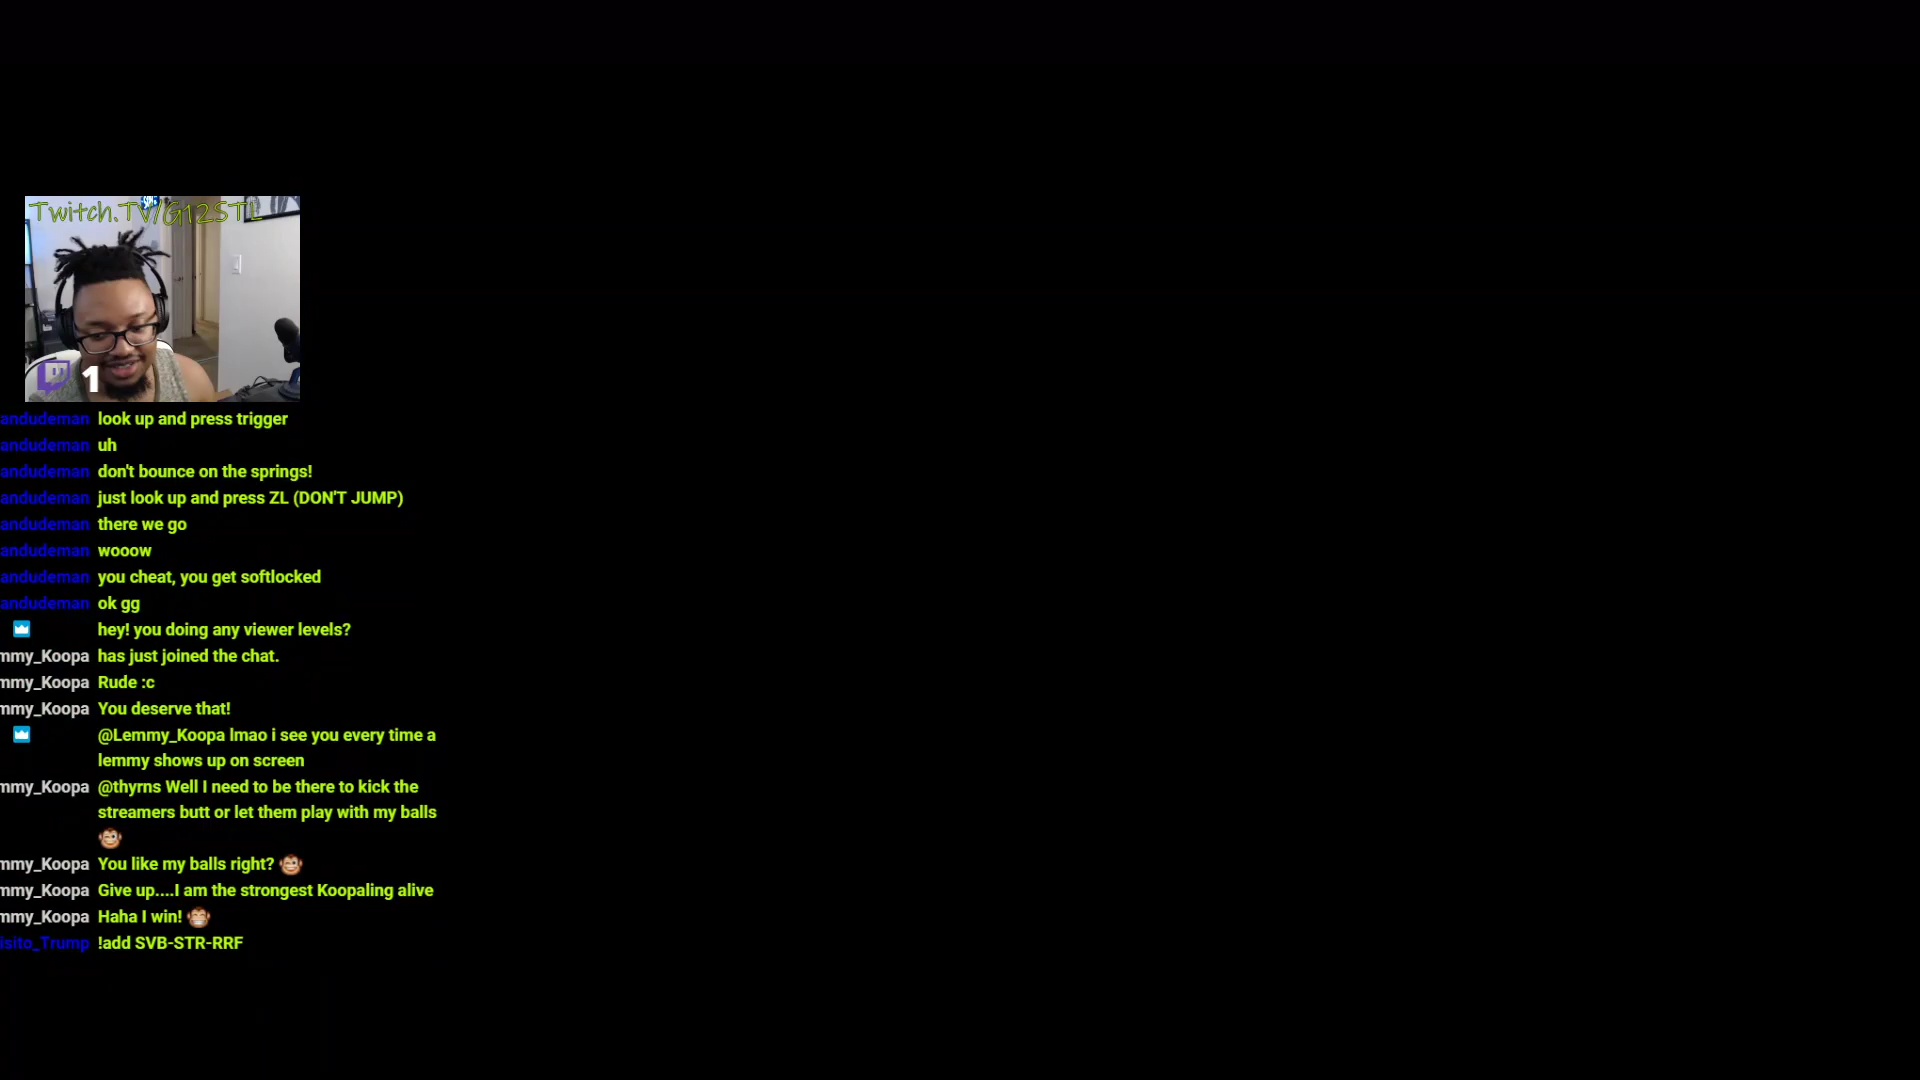 Twitch.TV/G12STL
1
andudeman look up and press trigger
andudeman uh
andudeman don't bounce on the springs!
andudeman just look up and press ZL (DON'T JUMP)
andudeman there we go
andudeman wooow
andudeman you cheat, you get softlocked
andudeman ok gg
hey! you doing any viewer levels?
mmy_Koopa has just joined the chat.
mmy_Koopa Rude :c
mmy_Koopa You deserve that!
@Lemmy_Koopa lmao i see you every time a
lemmy shows up on screen
mmy_Koopa @thyrns Well I need to be there to kick the
streamers butt or let them play with my balls
mmy_Koopa You like my balls right?
mmy_Koopa Give up....I am the strongest Koopaling alive
mmy_Koopa Haha I win!
isito_Trump !add SVB-STR-RRF